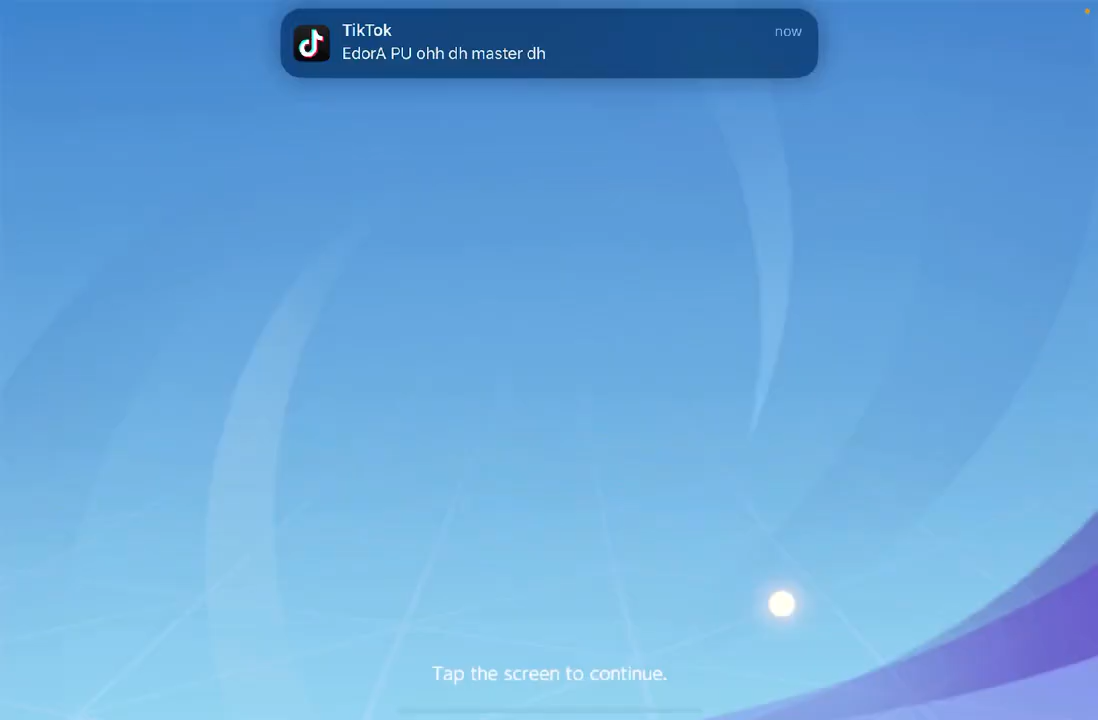 TikTok
now
EdorA PU ohh dh master dh
Tap the screen to continue.